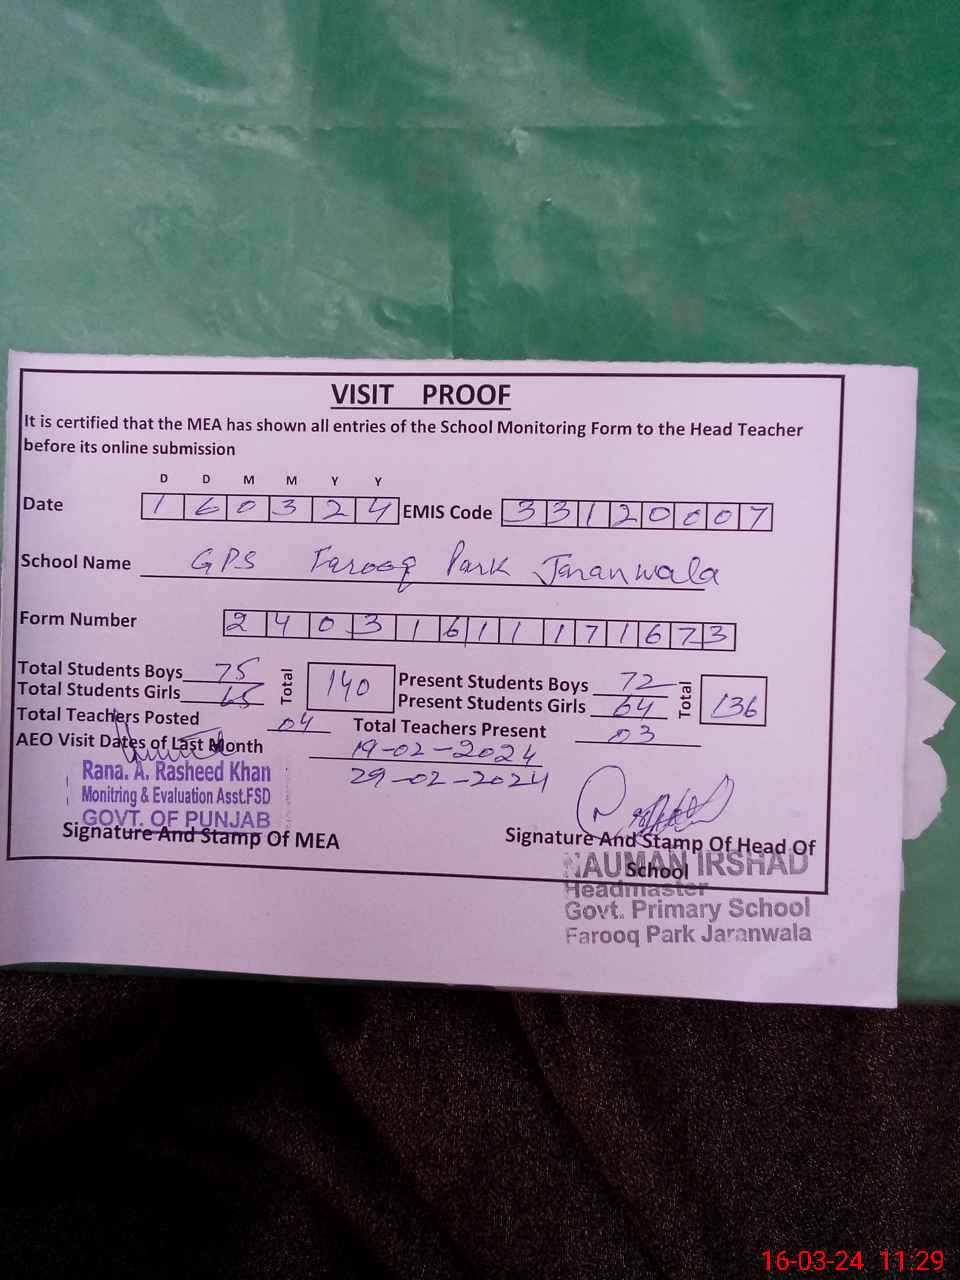 VISIT PROOF
It is certified that the MEA has shown all entries of the School Monitoring Form to the Head Teacher
before its online submission
D D M M Y Y
Date 1 6 0 3 2 4 EMIS Code 3 3 1 2 0 0 0 7
School Name GPS Farooq Park Jaranwala
Form Number 2 4 0 3 1 6 1 1 1 7 1 6 7 3
Total Students Boys 75 Total 140 Present Students Boys 72 Total 136
Total Students Girls 65 Present Students Girls 64
Total Teachers Posted 04 Total Teachers Present 03
AEO Visit Dates of Last Month 19-02-2024
29-02-2024
Rana. A. Rasheed Khan
Monitring & Evaluation Asst.FSD
GOVT. OF PUNJAB
Signature And Stamp Of MEA
Signature And Stamp Of Head Of
School
NAUMAN IRSHAD
Headmaster
Govt. Primary School
Farooq Park Jaranwala
16-03-24 11:29